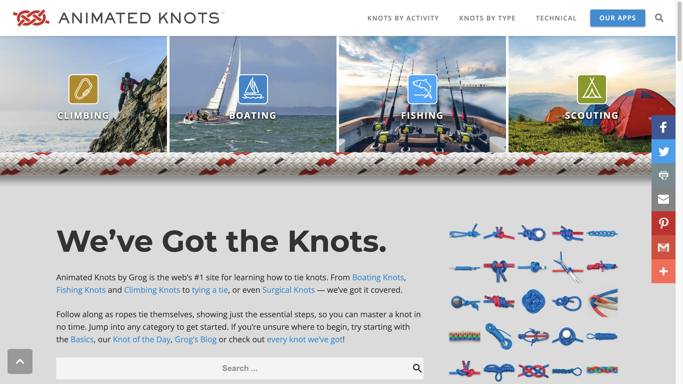 ANIMATED KNOTS™
KNOTS BY ACTIVITY
KNOTS BY TYPE
TECHNICAL
OUR APPS
CLIMBING
BOATING
FISHING
SCOUTING
We’ve Got the Knots.
Animated Knots by Grog is the web’s #1 site for learning how to tie knots. From Boating Knots,
Fishing Knots and Climbing Knots to tying a tie, or even Surgical Knots — we’ve got it covered.
Follow along as ropes tie themselves, showing just the essential steps, so you can master a knot in
no time. Jump into any category to get started. If you’re unsure where to begin, try starting with
the Basics, our Knot of the Day, Grog’s Blog or check out every knot we’ve got!
Search ...